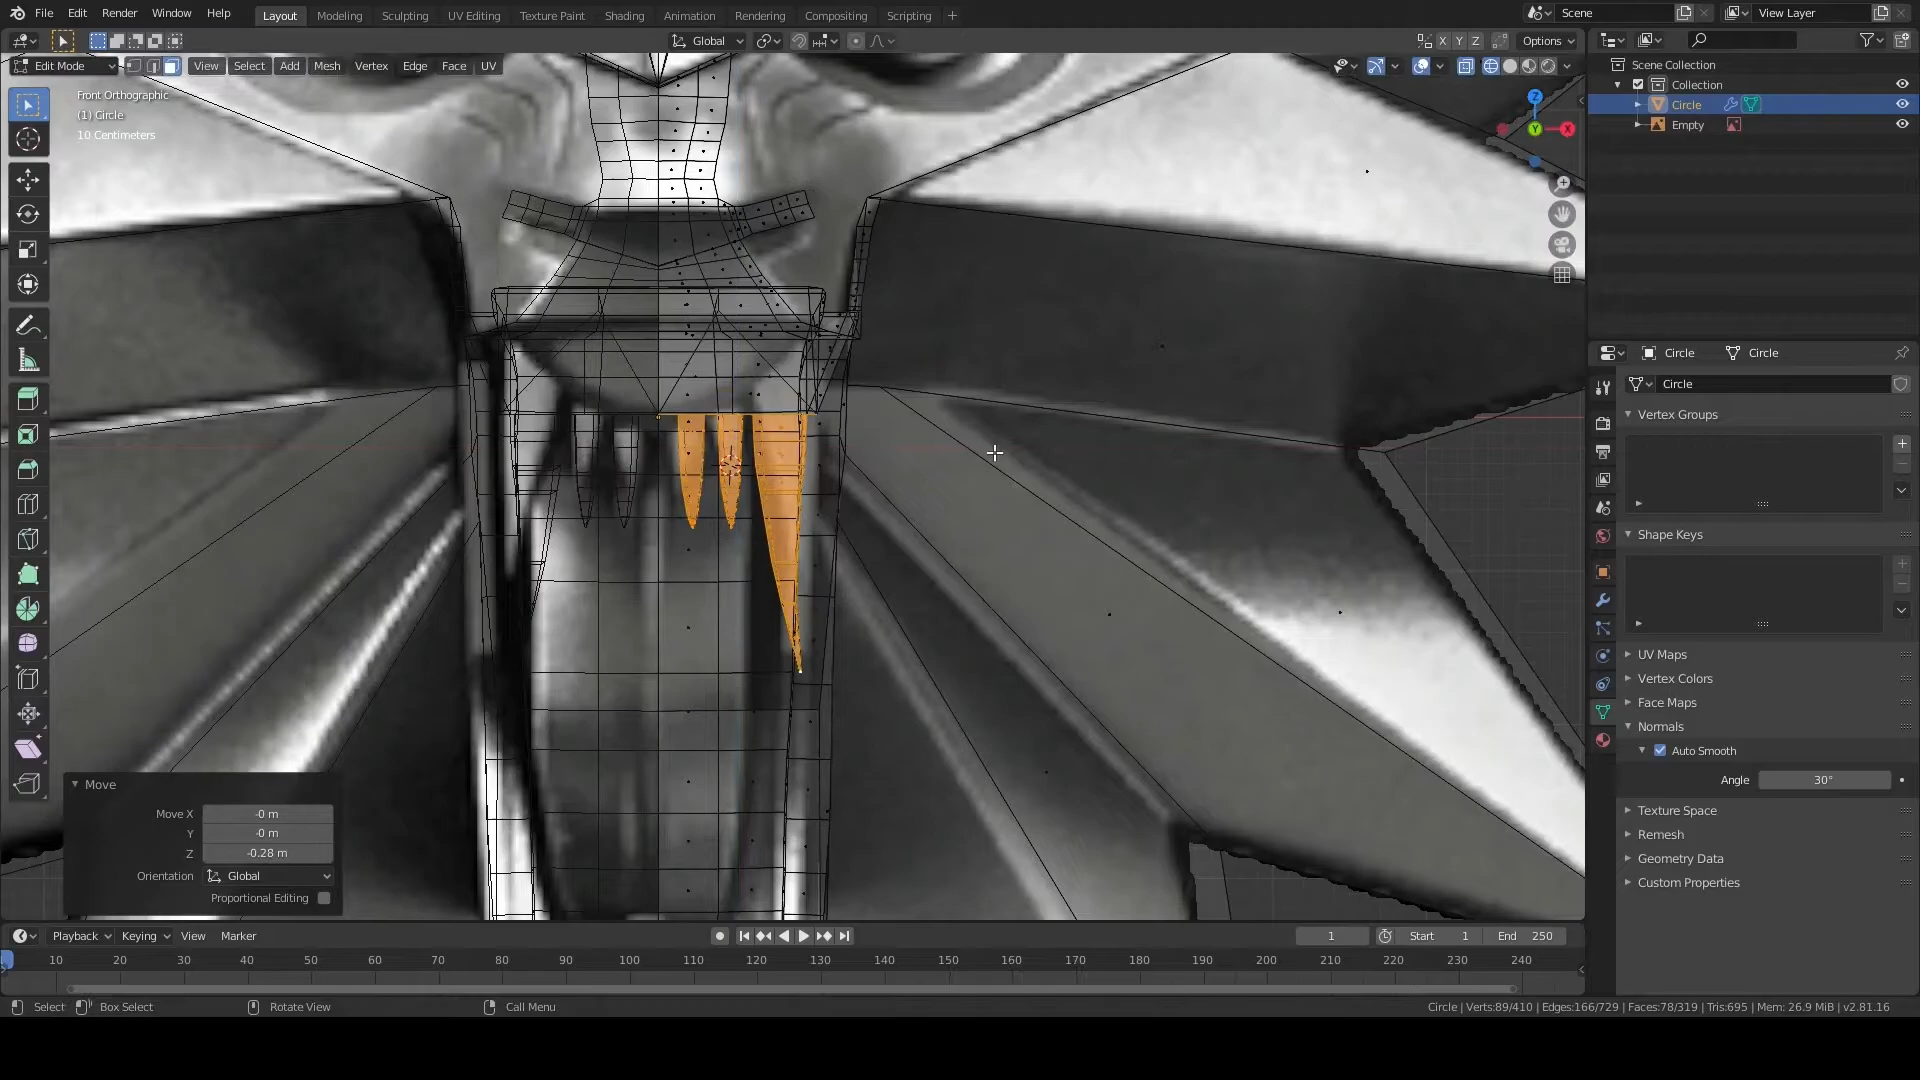 File Edit Render Window Help
Layout Modeling Sculpting UV Editing Texture Paint Shading Animation Rendering Compositing Scripting +
Scene
View Layer
Global
X Y Z
Options
Edit Mode
View Select Add Mesh Vertex Edge Face UV
Front Orthographic
(1) Circle
10 Centimeters
Z
Y
X
Scene Collection
Collection
Circle
Empty
Circle
Circle
Circle
Vertex Groups
Shape Keys
UV Maps
Vertex Colors
Face Maps
Normals
Auto Smooth
Angle 30°
Texture Space
Remesh
Geometry Data
Custom Properties
Move
Move X -0 m
Y -0 m
Z -0.28 m
Orientation Global
Proportional Editing
Playback Keying View Marker
1 Start 1 End 250
10 20 30 40 50 60 70 80 90 100 110 120 130 140 150 160 170 180 190 200 210 220 230 240
Select Box Select Rotate View Call Menu
Circle | Verts:89/410 | Edges:166/729 | Faces:78/319 | Tris:695 | Mem: 26.9 MiB | v2.81.16